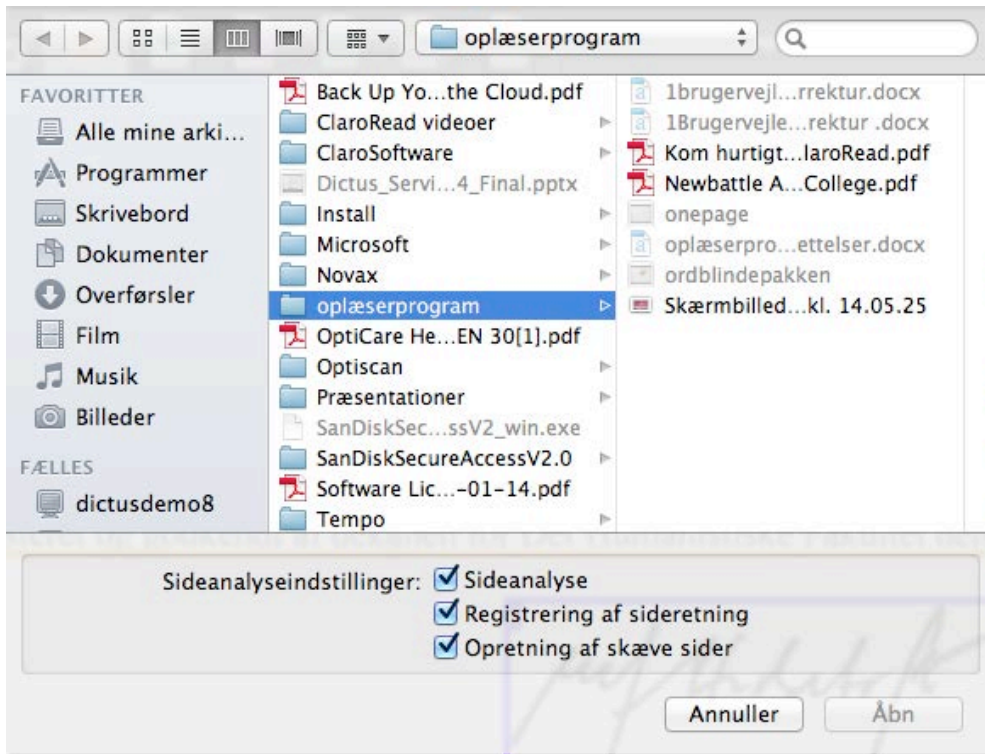 oplæserprogram
FAVORITTER
Alle mine arki...
Programmer
Skrivebord
Dokumenter
Overførsler
Film
Musik
Billeder
FÆLLES
dictusdemo8
Back Up Yo...the Cloud.pdf
ClaroRead videoer
ClaroSoftware
Dictus_Servi...4_Final.pptx
Install
Microsoft
Novax
oplæserprogram
OptiCare He...EN 30[1].pdf
Optiscan
Præsentationer
SanDiskSec...ssV2_win.exe
SanDiskSecureAccessV2.0
Software Lic...-01-14.pdf
Tempo
1brugervejl...rrektur.docx
1Brugervejle...rektur .docx
Kom hurtigt...laroRead.pdf
Newbattle A...College.pdf
onepage
oplæserpro...ettelser.docx
ordblindepakken
Skærmbilled...kl. 14.05.25
Sideanalyseindstillinger: Sideanalyse
Registrering af sideretning
Opretning af skæve sider
Annuller Åbn